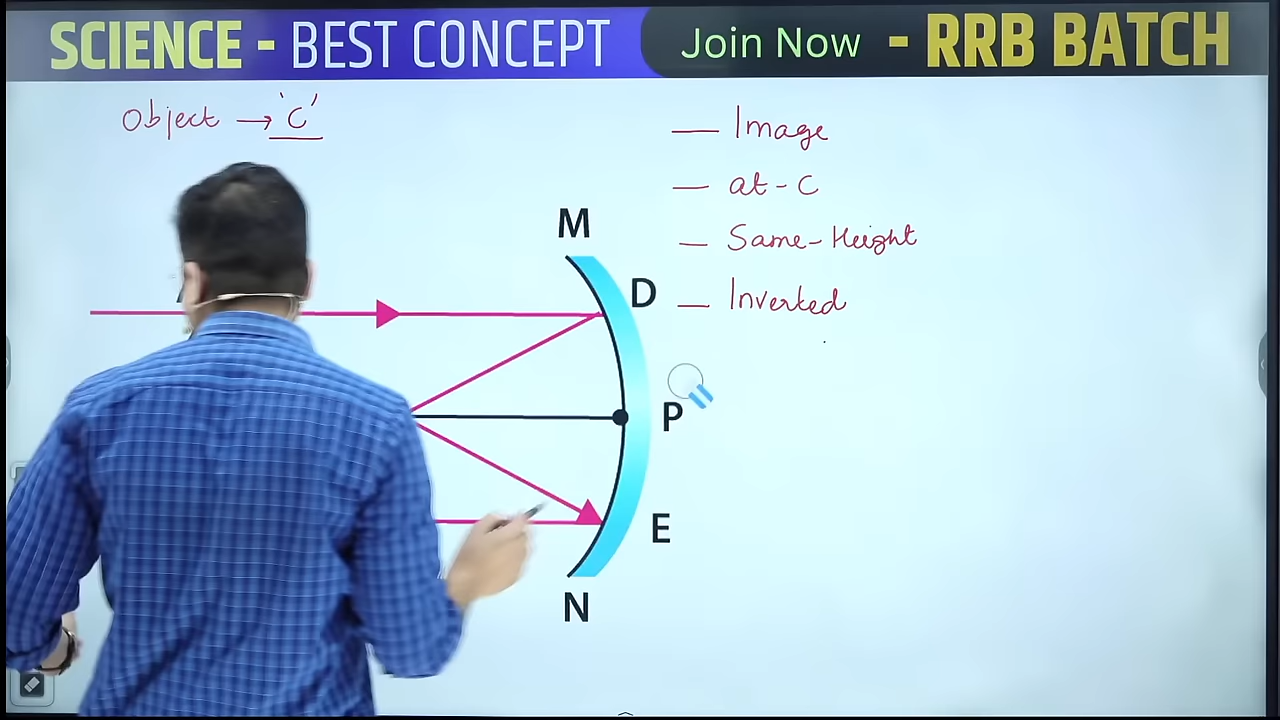 SCIENCE - BEST CONCEPT Join Now - RRB BATCH
Object → 'C'
— Image
— at - C
— Same - Height
— Inverted
M
D
P
E
N